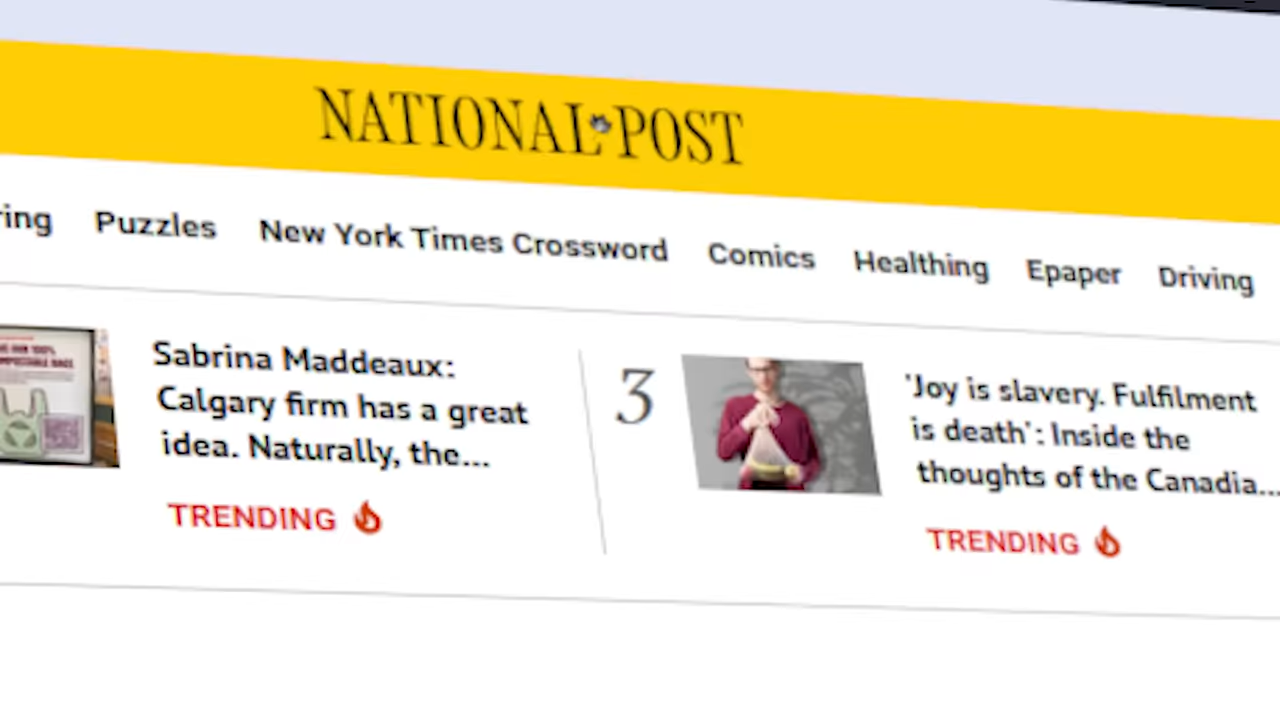 NATIONAL POST
Puzzles New York Times Crossword Comics Healthing Epaper Driving
Sabrina Maddeaux:
Calgary firm has a great
idea. Naturally, the...
TRENDING
3
'Joy is slavery. Fulfilment
is death': Inside the
thoughts of the Canadia...
TRENDING